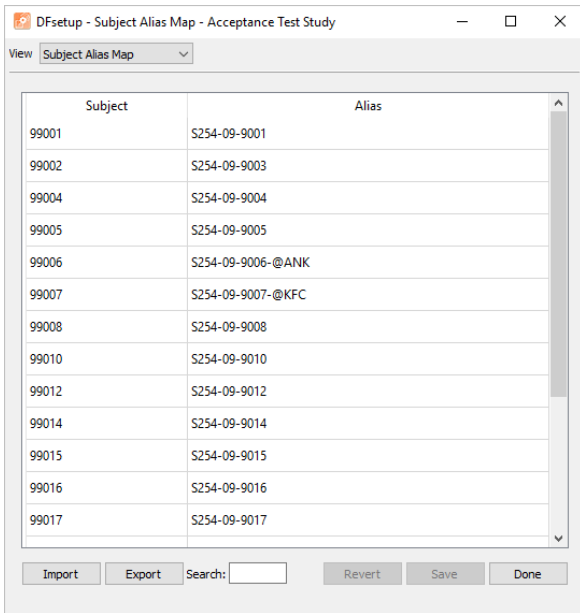 DFsetup - Subject Alias Map - Acceptance Test Study
View Subject Alias Map
Subject Alias
99001 S254-09-9001
99002 S254-09-9003
99004 S254-09-9004
99005 S254-09-9005
99006 S254-09-9006-@ANK
99007 S254-09-9007-@KFC
99008 S254-09-9008
99010 S254-09-9010
99012 S254-09-9012
99014 S254-09-9014
99015 S254-09-9015
99016 S254-09-9016
99017 S254-09-9017
Import Export Search: Revert Save Done